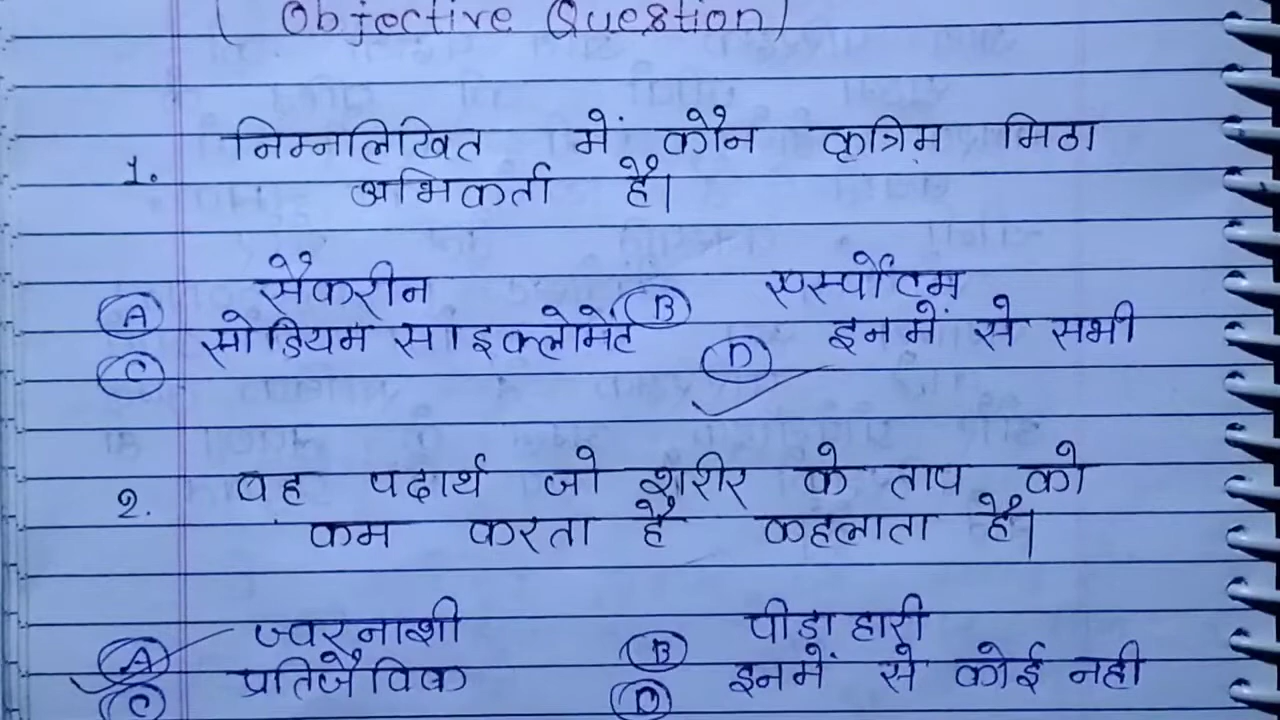 ( Objective Question)
1. निम्नलिखित में कौन कृत्रिम मिठा
अभिकर्ता है।
(A) सैकरीन (B) एस्पर्टेम
(C) सोडियम साइक्लोमेट (D) इनमें से सभी
2. वह पदार्थ जो शरीर के ताप को
कम करता है कहलाता है।
(A) ज्वरनाशी (B) पीड़ा हारी
(C) प्रतिजैविक (D) इनमें से कोई नही